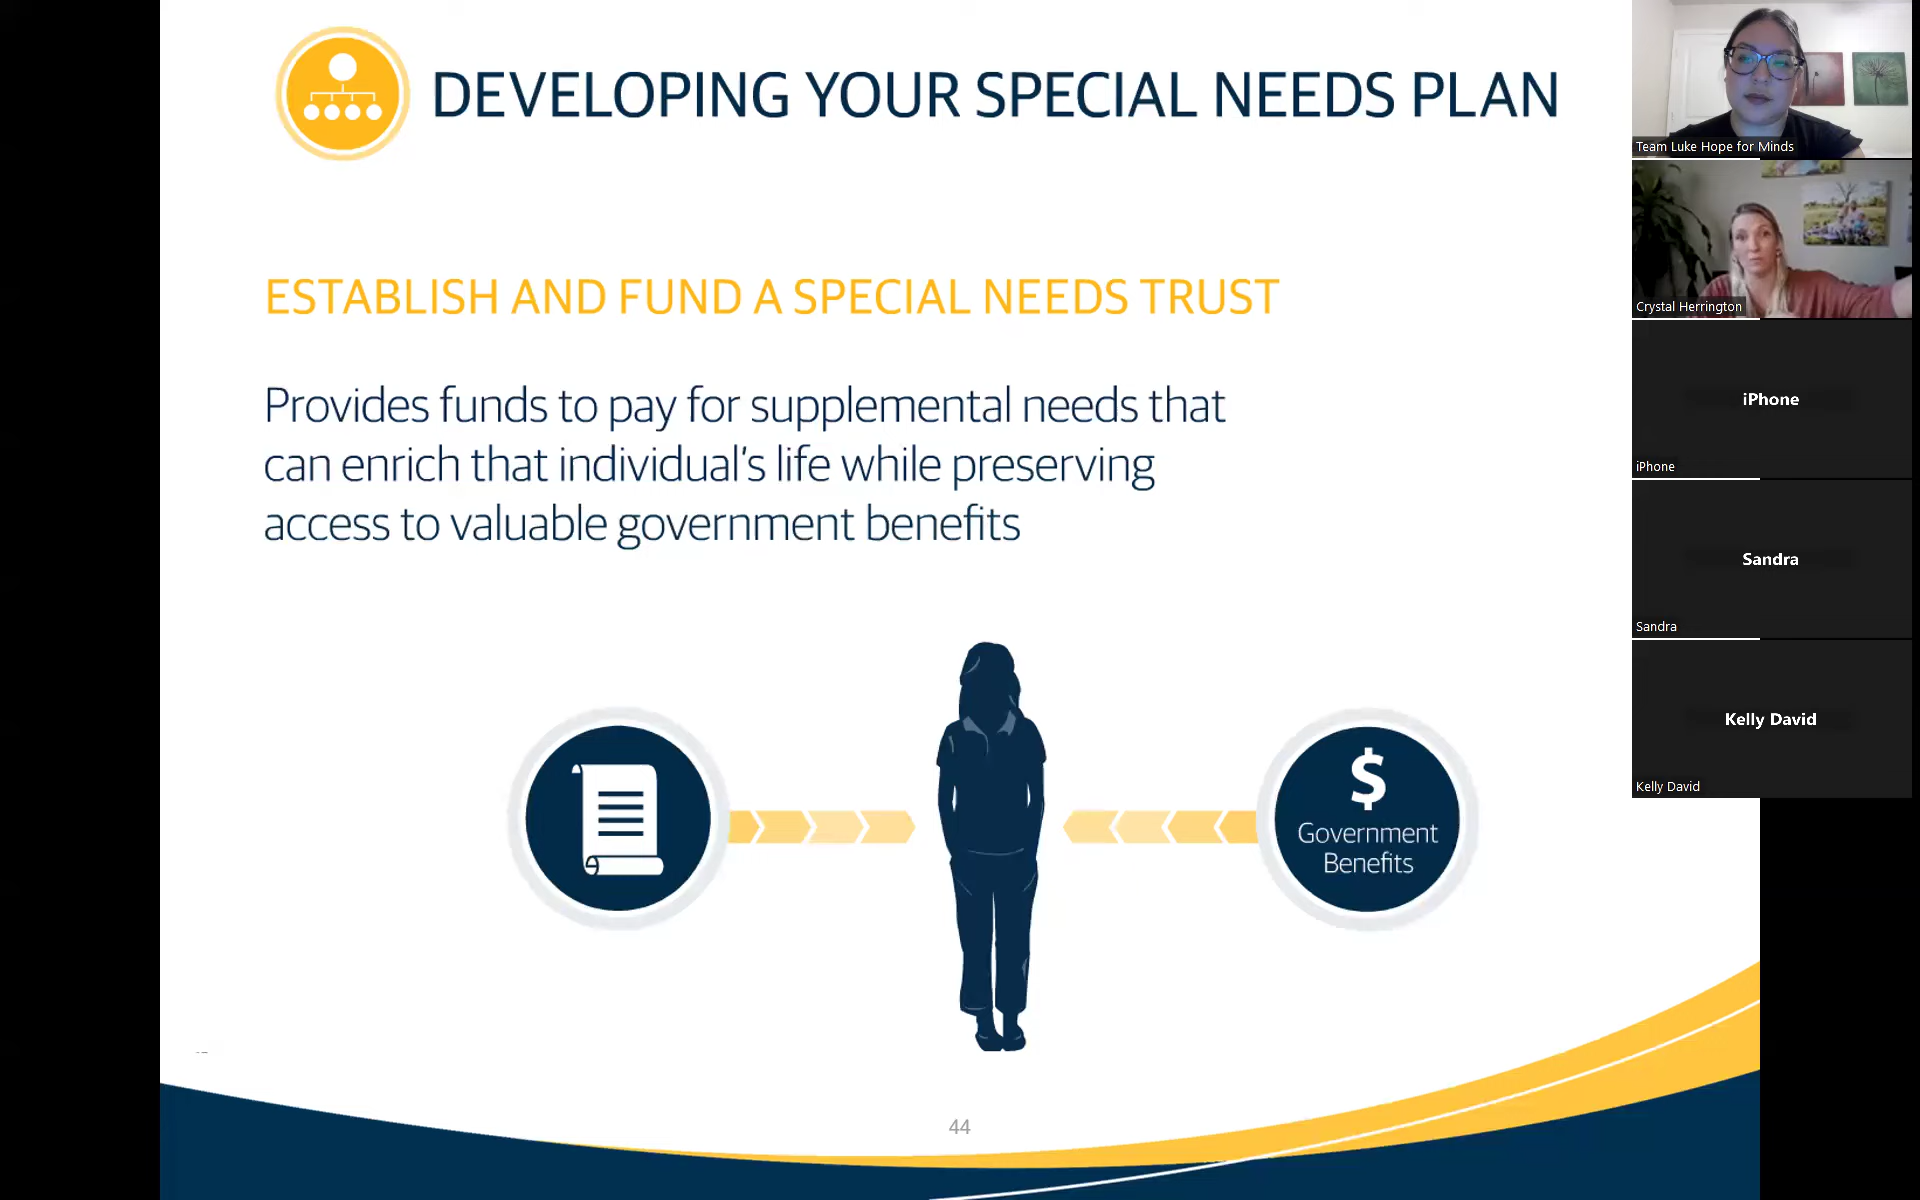 DEVELOPING YOUR SPECIAL NEEDS PLAN
ESTABLISH AND FUND A SPECIAL NEEDS TRUST
Provides funds to pay for supplemental needs that
can enrich that individual's life while preserving
access to valuable government benefits
$
Government
Benefits
44
Team Luke Hope for Minds
Crystal Herrington
iPhone
iPhone
Sandra
Sandra
Kelly David
Kelly David